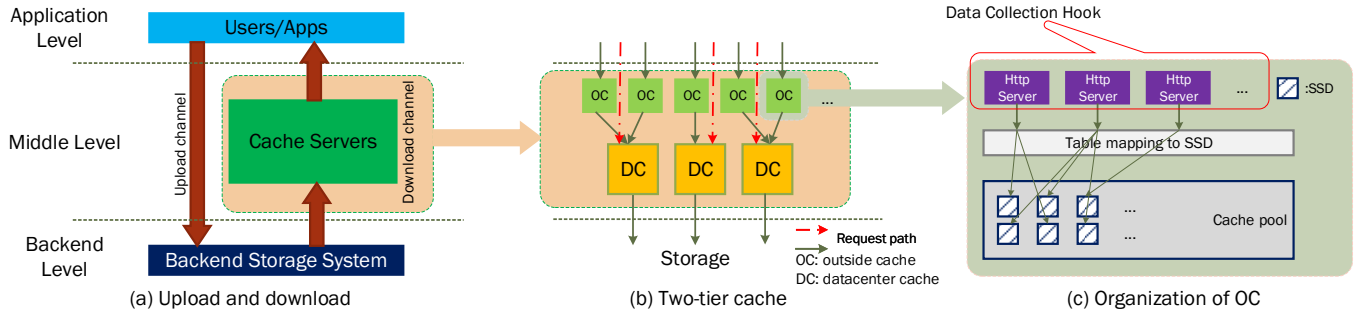 Application
Level
Users/Apps
Middle Level
Upload channel
Cache Servers
Download channel
Backend
Level
Backend Storage System
(a) Upload and download
OC
OC
OC
OC
OC
...
DC
DC
DC
Storage
Request path
OC: outside cache
DC: datacenter cache
(b) Two-tier cache
Data Collection Hook
Http
Server
Http
Server
Http
Server
...
:SSD
Table mapping to SSD
...
...
Cache pool
(c) Organization of OC